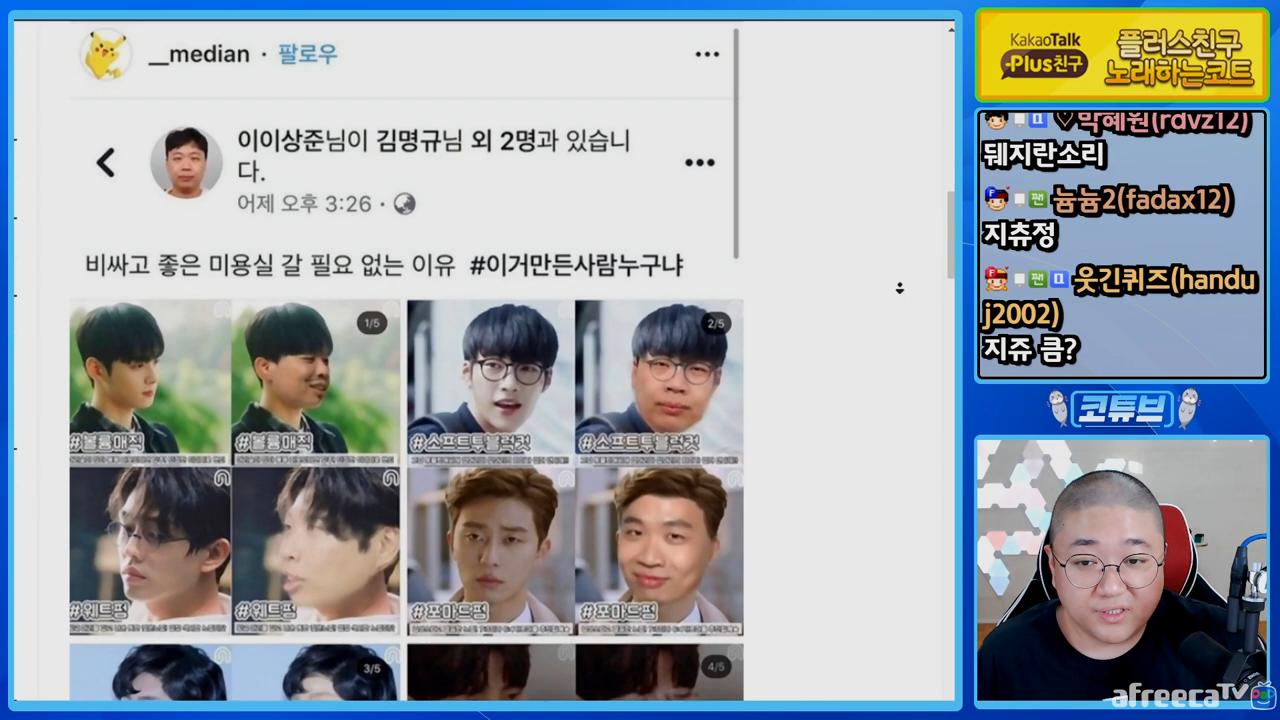 __median · 팔로우
이이상준님이 김명규님 외 2명과 있습니
다.
어제 오후 3:26 ·
비싸고 좋은 미용실 갈 필요 없는 이유 #이거만든사람누구냐
1/5
2/5
#볼륨매직
#볼륨매직
#소프트투블럭컷
#소프트투블럭컷
#웨트펌
#웨트펌
#포마드펌
#포마드펌
3/5
4/5
KakaoTalk
Plus친구
플러스친구
노래하는코트
♡박혜원(rdvz12)
뒈지란소리
늄늄2(fadax12)
지츄정
웃긴퀴즈(handu
j2002)
지쥬 큼?
코튜브
afreecaTV